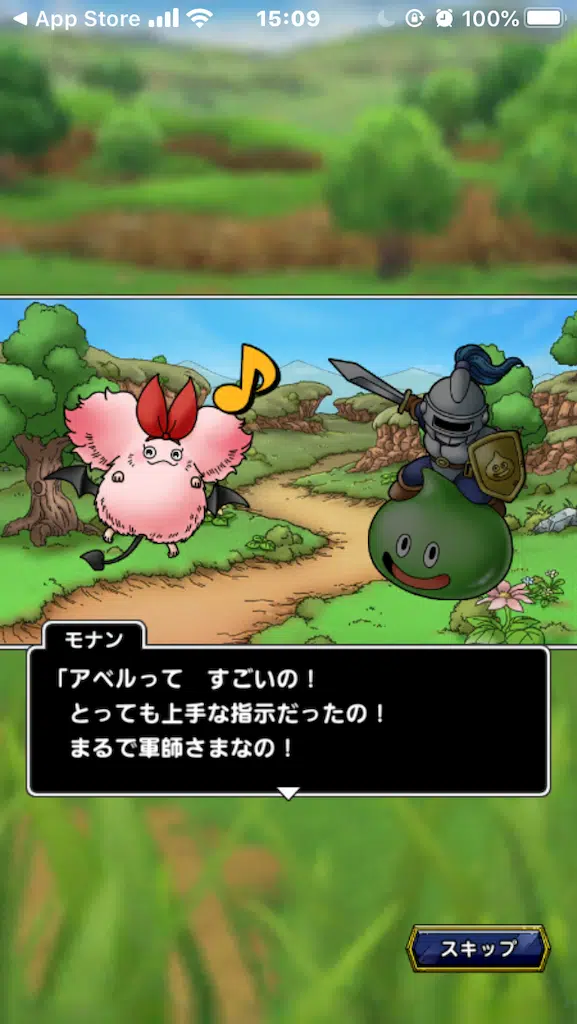 ◀ App Store 15:09 100%
モナン
「アベルって　すごいの！
とっても上手な指示だったの！
まるで軍師さまなの！
スキップ